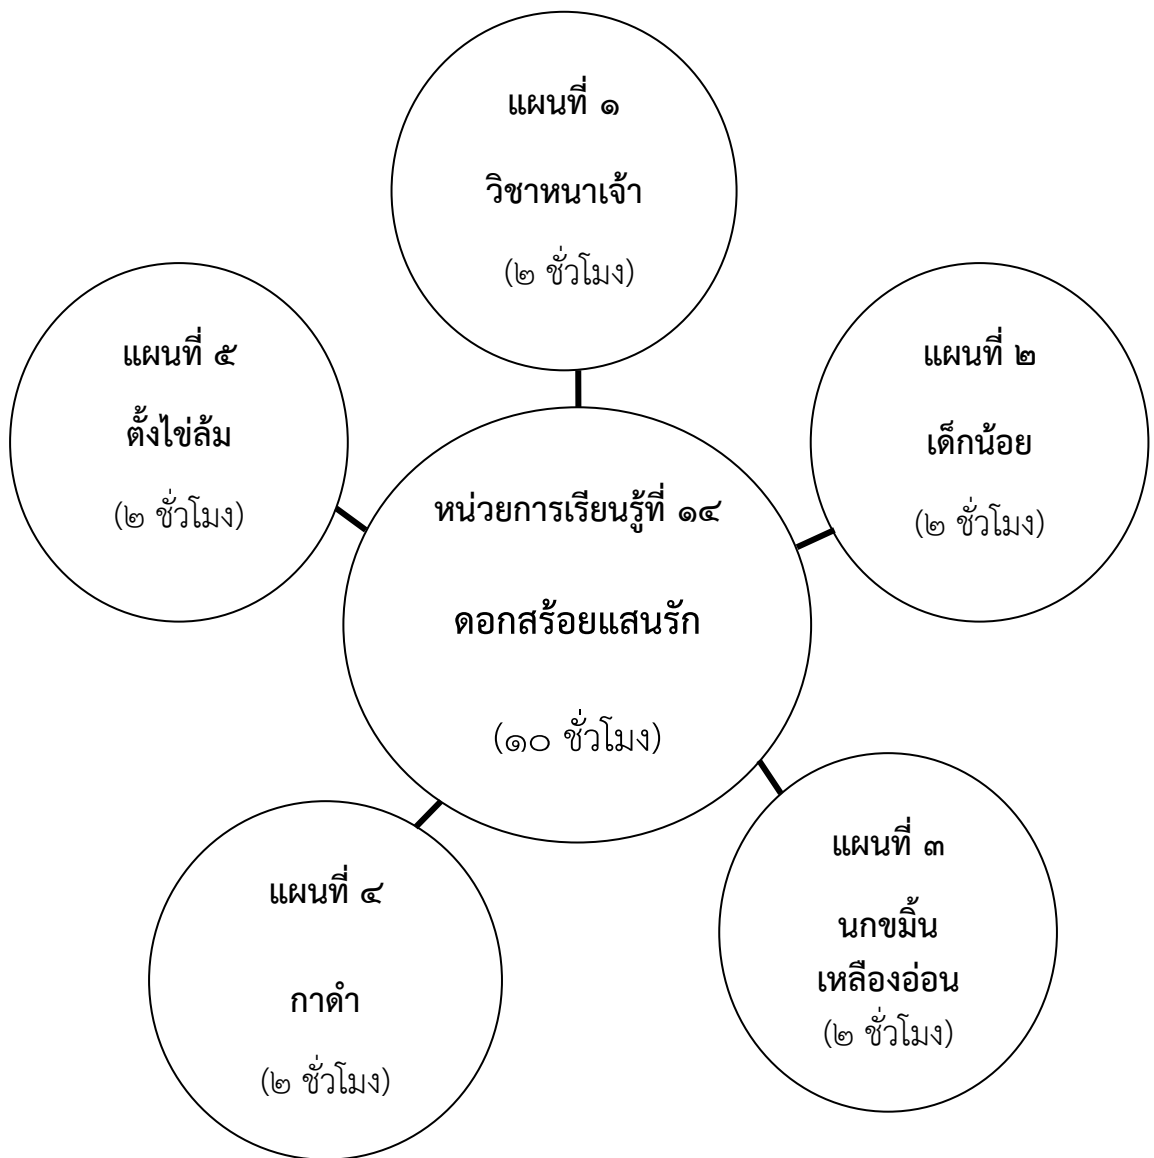 แผนที่ ๑
วิชาหนาเจ้า
(๒ ชั่วโมง)
แผนที่ ๕
ตั้งไข่ล้ม
(๒ ชั่วโมง)
แผนที่ ๒
เด็กน้อย
(๒ ชั่วโมง)
หน่วยการเรียนรู้ที่ ๑๔
ดอกสร้อยแสนรัก
(๑๐ ชั่วโมง)
แผนที่ ๔
กาดำ
(๒ ชั่วโมง)
แผนที่ ๓
นกขมิ้น
เหลืองอ่อน
(๒ ชั่วโมง)